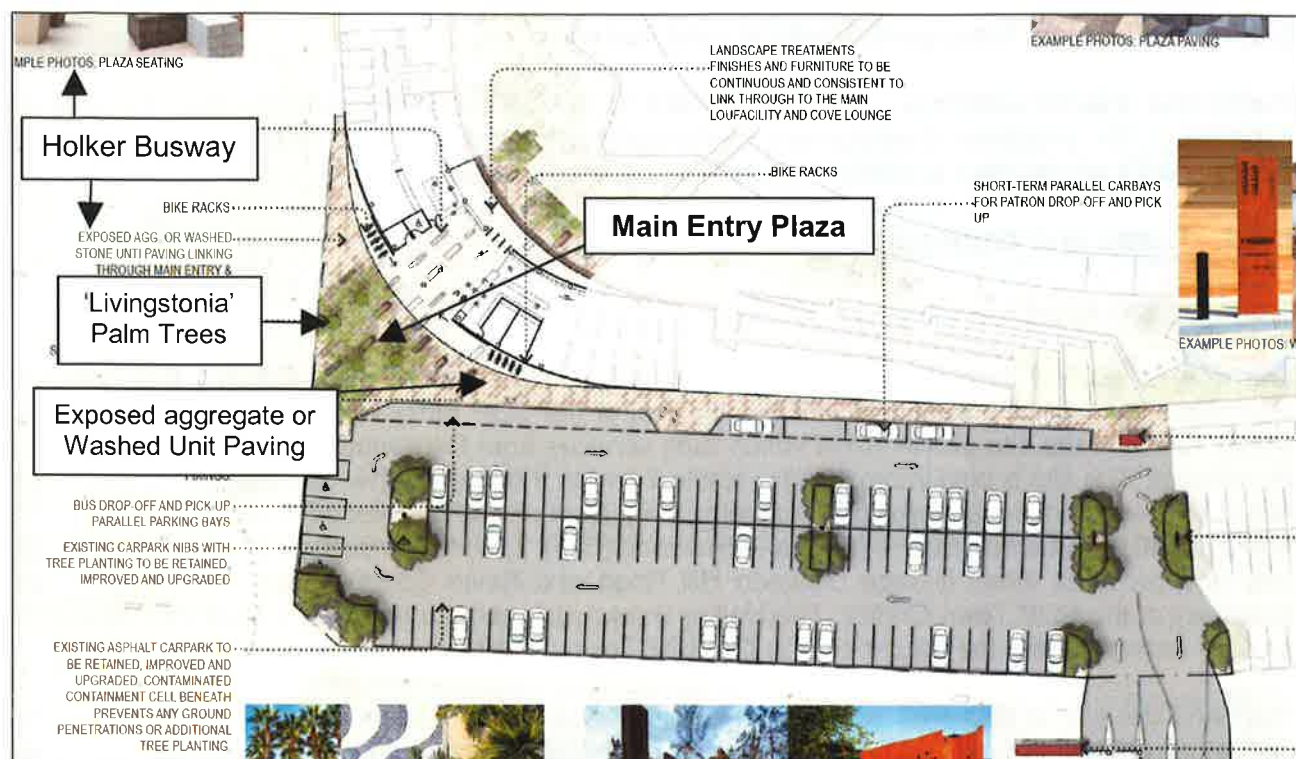 MPLE PHOTOS: PLAZA SEATING
EXAMPLE PHOTOS: PLAZA PAVING
LANDSCAPE TREATMENTS
FINISHES AND FURNITURE TO BE
CONTINUOUS AND CONSISTENT TO
LINK THROUGH TO THE MAIN
LOUFACILITY AND COVE LOUNGE
Holker Busway
BIKE RACKS
BIKE RACKS
SHORT-TERM PARALLEL CARBAYS
FOR PATRON DROP-OFF AND PICK
UP
Main Entry Plaza
EXPOSED AGG. OR WASHED
STONE UNTI PAVING LINKING
THROUGH MAIN ENTRY &
'Livingstonia'
Palm Trees
EXAMPLE PHOTOS: W
Exposed aggregate or
Washed Unit Paving
BUS DROP-OFF AND PICK UP
PARALLEL PARKING BAYS
EXISTING CARPARK NIBS WITH
TREE PLANTING TO BE RETAINED,
IMPROVED AND UPGRADED
EXISTING ASPHALT CARPARK TO
BE RETAINED, IMPROVED AND
UPGRADED. CONTAMINATED
CONTAINMENT CELL BENEATH
PREVENTS ANY GROUND
PENETRATIONS OR ADDITIONAL
TREE PLANTING